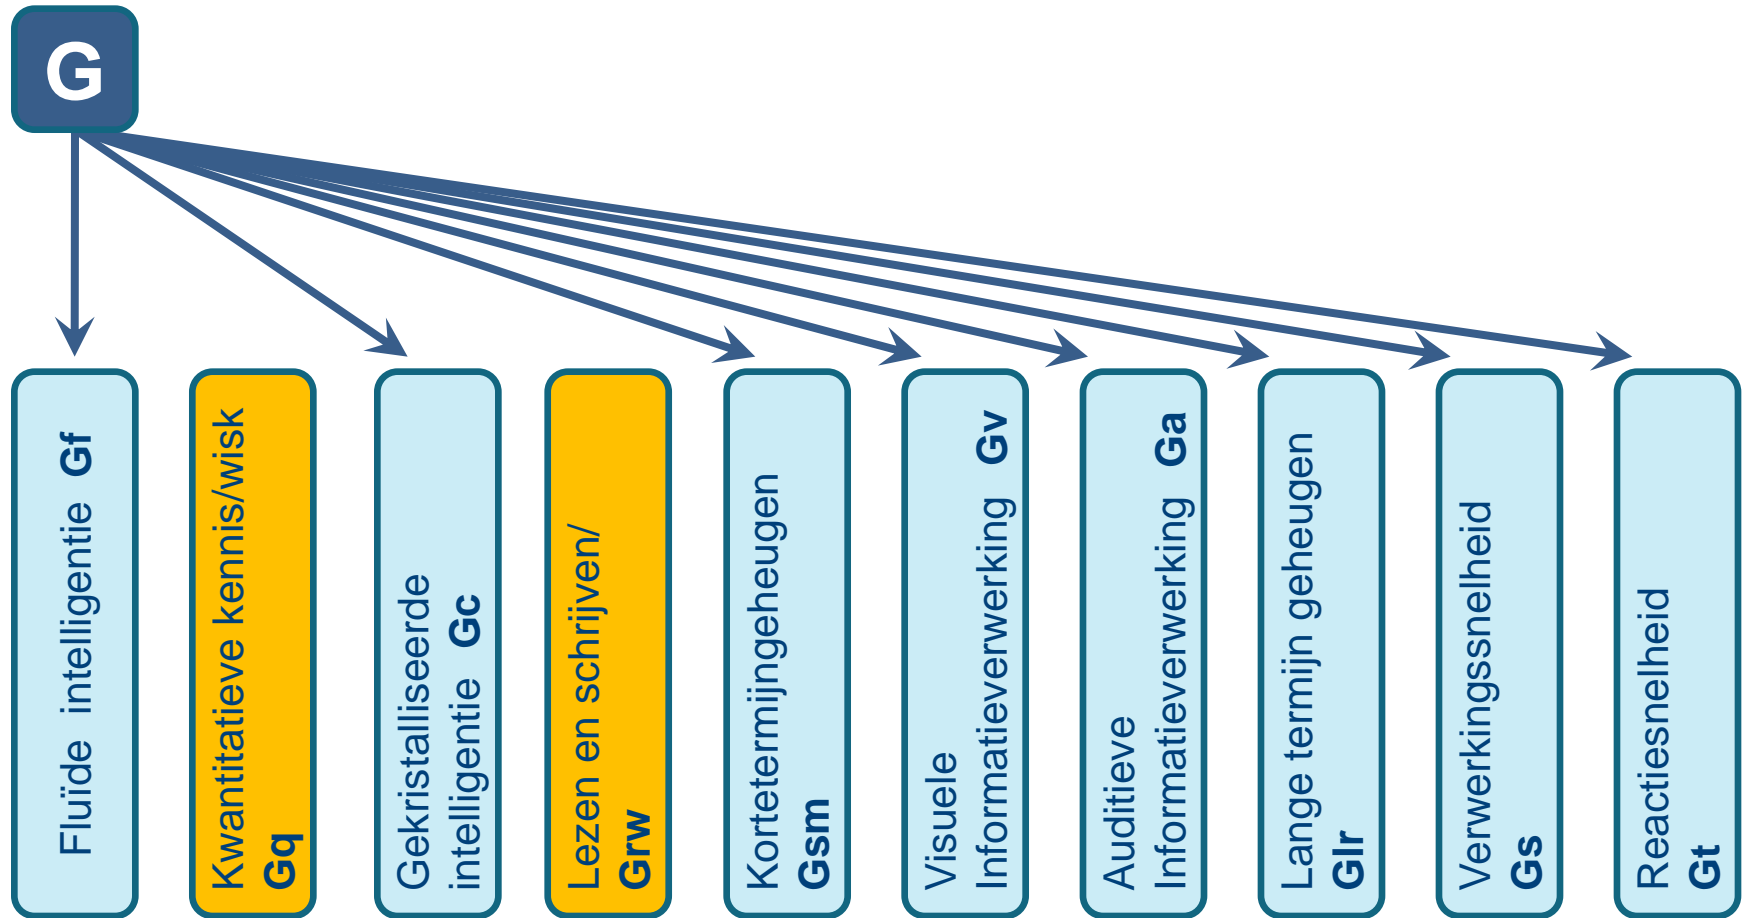 G
Fluïde intelligentie Gf
Kwantitatieve kennis/wisk
Gq
Gekristalliseerde
intelligentie Gc
Lezen en schrijven/
Grw
Kortetermijngeheugen
Gsm
Visuele
Informatieverwerking Gv
Auditieve
Informatieverwerking Ga
Lange termijn geheugen
Glr
Verwerkingssnelheid
Gs
Reactiesnelheid
Gt